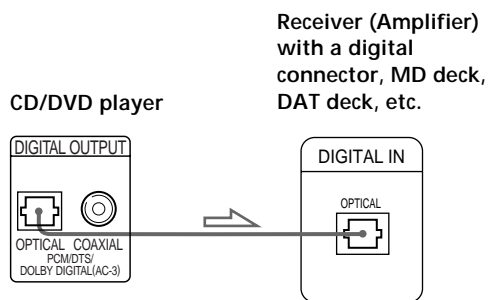 Receiver (Amplifier)
with a digital
connector, MD deck,
DAT deck, etc.
CD/DVD player
DIGITAL OUTPUT
OPTICAL COAXIAL
PCM/DTS/
DOLBY DIGITAL(AC-3)
DIGITAL IN
OPTICAL